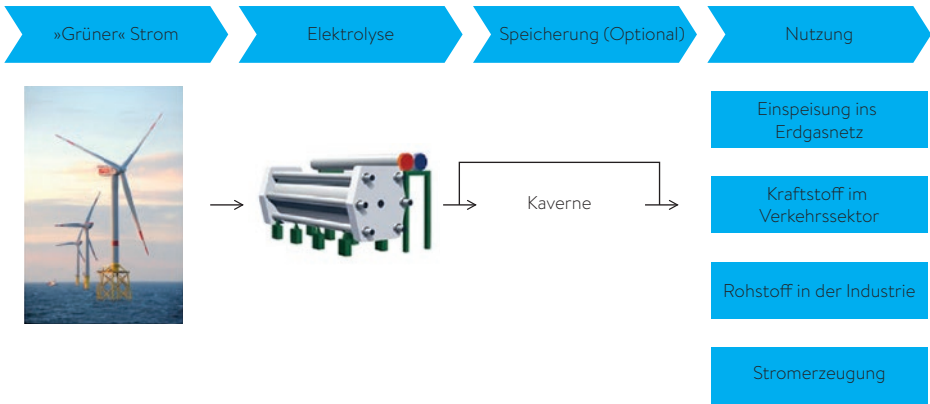 »Grüner« Strom
Elektrolyse
Speicherung (Optional)
Nutzung
Einspeisung ins
Erdgasnetz
Kaverne
Kraftstoff im
Verkehrssektor
Rohstoff in der Industrie
Stromerzeugung